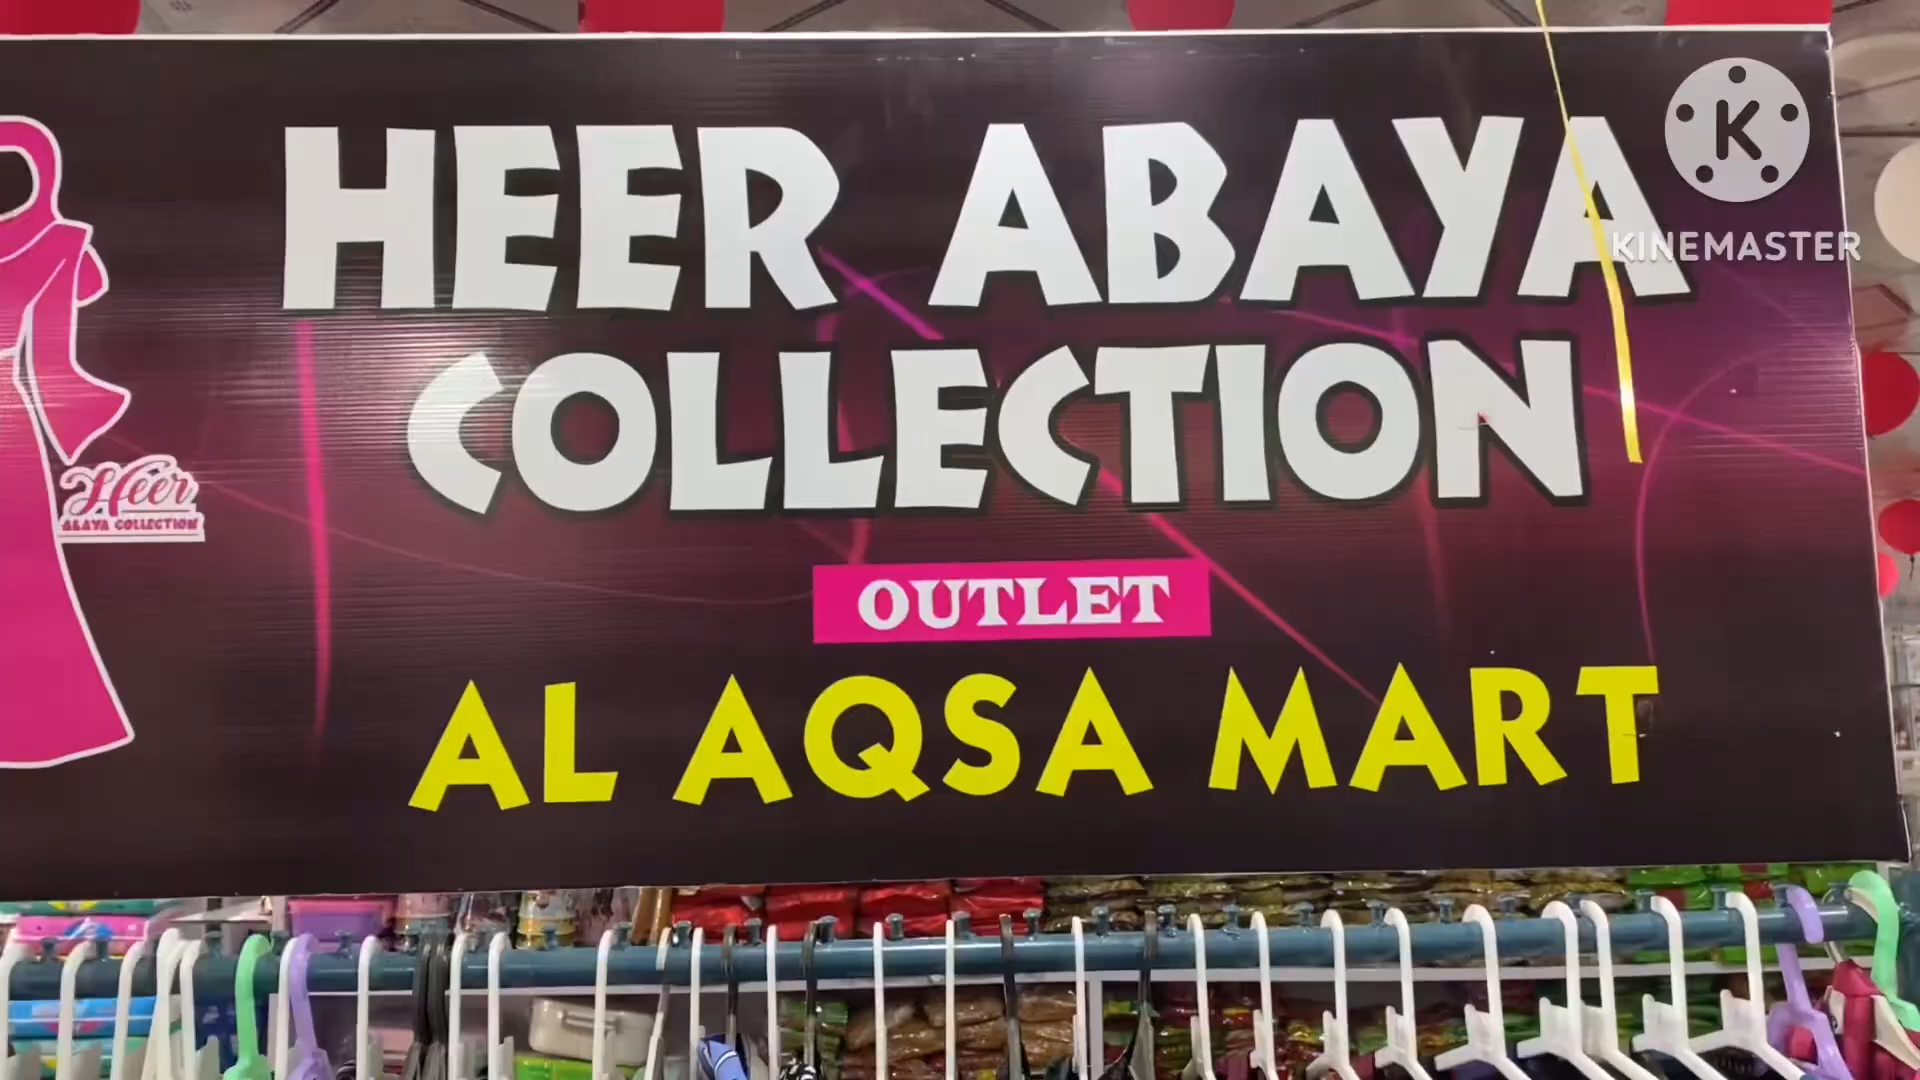 HEER ABAYA
COLLECTION
OUTLET
AL AQSA MART
Heer
ABAYA COLLECTION
K
KINEMASTER